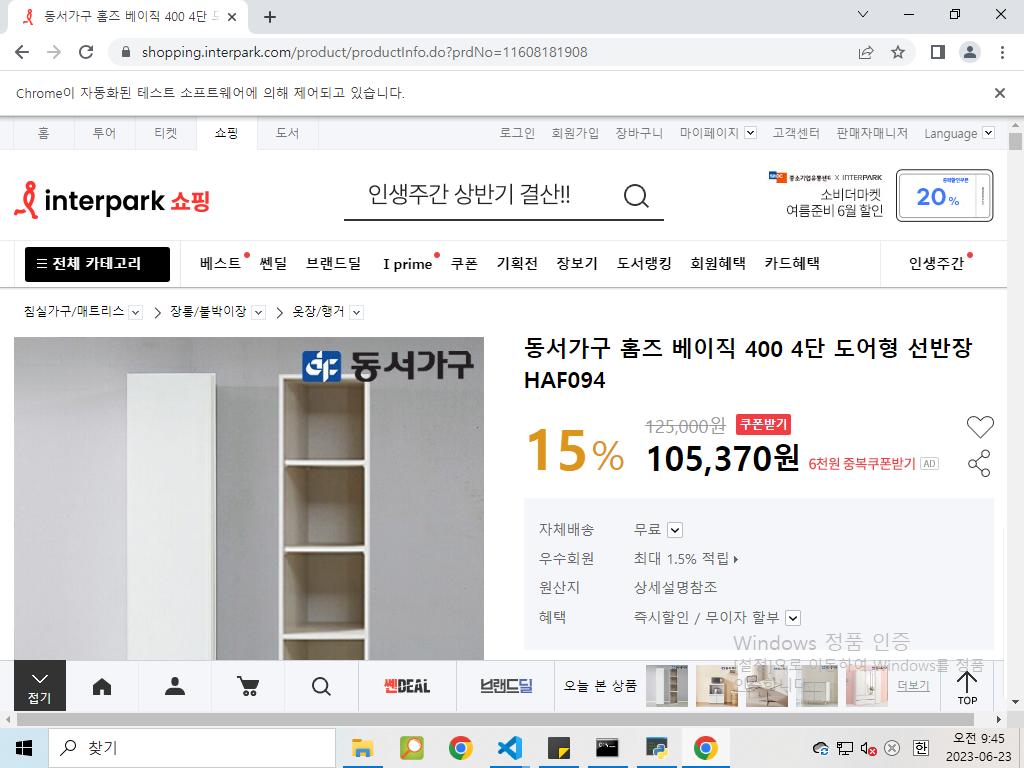 동서가구 홈즈 베이직 400 4단 도
shopping.interpark.com/product/productInfo.do?prdNo=11608181908
Chrome이 자동화된 테스트 소프트웨어에 의해 제어되고 있습니다.
홈 투어 티켓 쇼핑 도서 로그인 회원가입 장바구니 마이페이지 고객센터 판매자매니저 Language
interpark 쇼핑
인생주간 상반기 결산!!
중소기업유통센터 X INTERPARK
소비더마켓
여름준비 6월 할인
20%
전체 카테고리 베스트 쎈딜 브랜드딜 I prime 쿠폰 기획전 장보기 도서랭킹 회원혜택 카드혜택 인생주간
침실가구/매트리스 장롱/붙박이장 옷장/행거
동서가구
동서가구 홈즈 베이직 400 4단 도어형 선반장
HAF094
15%
125,000원 쿠폰받기
105,370원 6천원 중복쿠폰받기 AD
자체배송 무료
우수회원 최대 1.5% 적립
원산지 상세설명참조
혜택 즉시할인 / 무이자 할부
Windows 정품 인증
[설정]으로 이동하여 Windows를 정품
접기
쎈DEAL
브랜드딜
오늘 본 상품
더보기
TOP
찾기
한
오전 9:45
2023-06-23